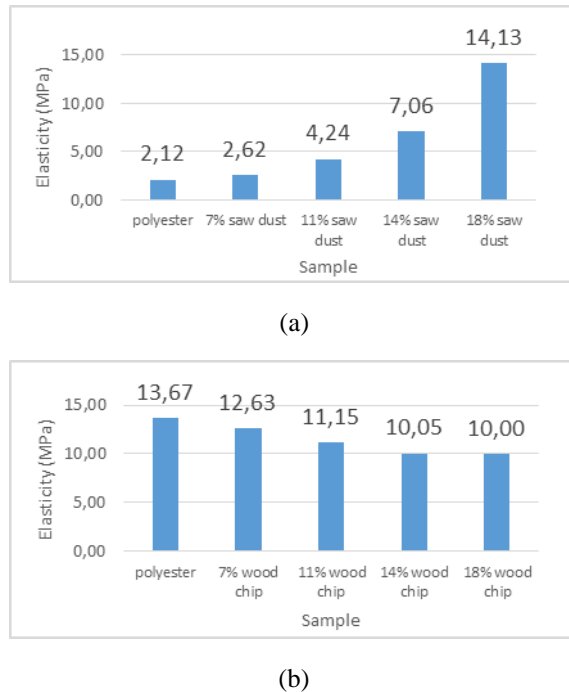 14,13
15,00
Elasticity (MPa)
10,00
7,06
4,24
5,00
2,12
2,62
0,00
polyester 7% saw dust 11% saw 14% saw 18% saw
dust dust dust
Sample
(a)
13,67
12,63
15,00
11,15
10,05
10,00
Elasticity (MPa)
10,00
5,00
0,00
polyester 7% wood 11% wood 14% wood 18% wood
chip chip chip chip
Sample
(b)